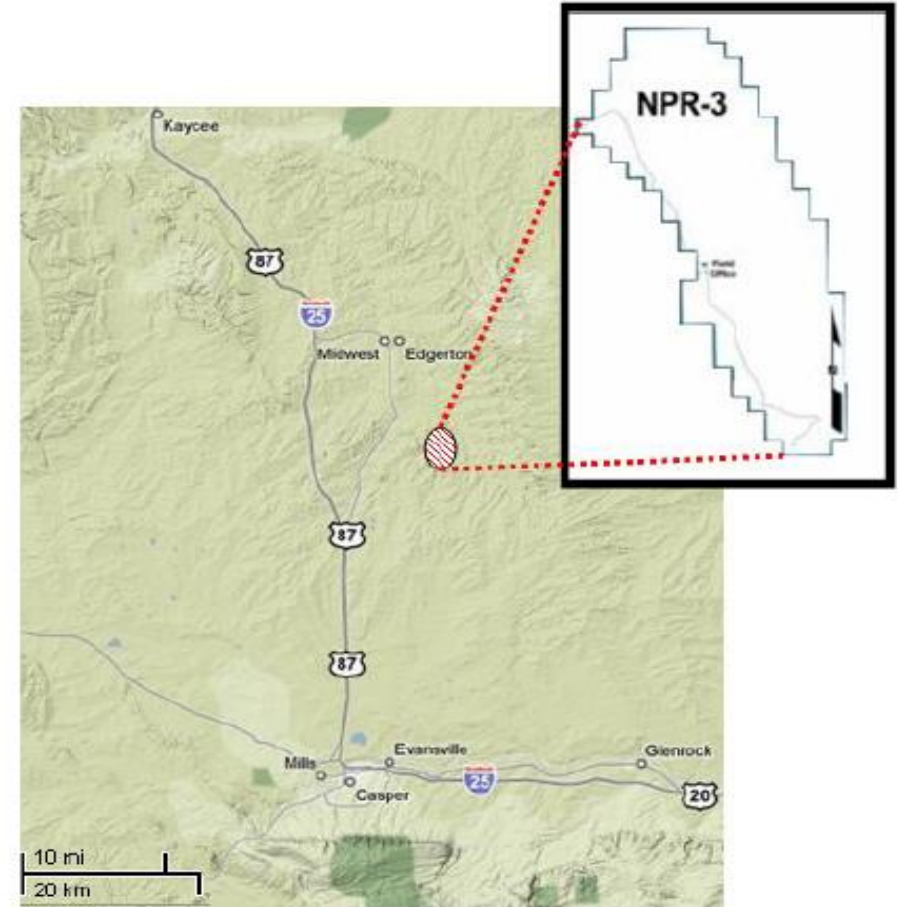 NPR-3
Field
Office
Kaycee
87
25
Midwest
Edgerton
87
87
Mills
Evansville
Casper
25
Glenrock
20
10 mi
20 km